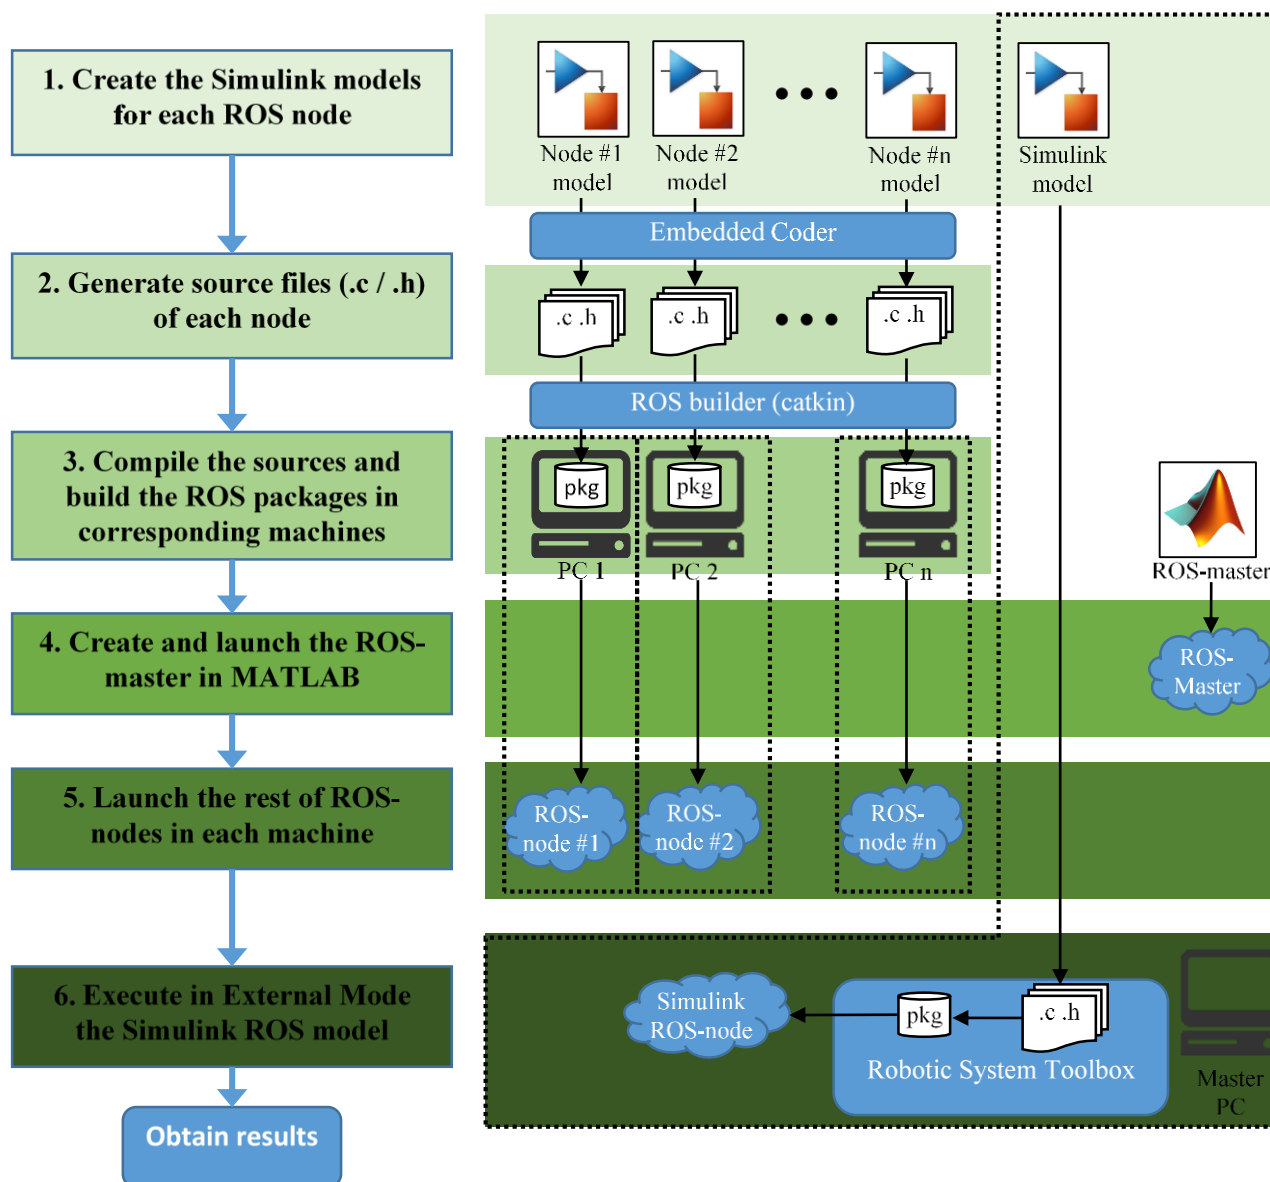 1. Create the Simulink models
for each ROS node
2. Generate source files (.c / .h)
of each node
3. Compile the sources and
build the ROS packages in
corresponding machines
4. Create and launch the ROS-
master in MATLAB
5. Launch the rest of ROS-
nodes in each machine
6. Execute in External Mode
the Simulink ROS model
Obtain results
Node #1
model
Node #2
model
Node #n
model
Simulink
model
Embedded Coder
.c .h
.c .h
.c .h
ROS builder (catkin)
pkg
pkg
pkg
PC 1
PC 2
PC n
ROS-master
ROS-
Master
ROS-
node #1
ROS-
node #2
ROS-
node #n
Simulink
ROS-node
pkg
.c .h
Robotic System Toolbox
Master
PC